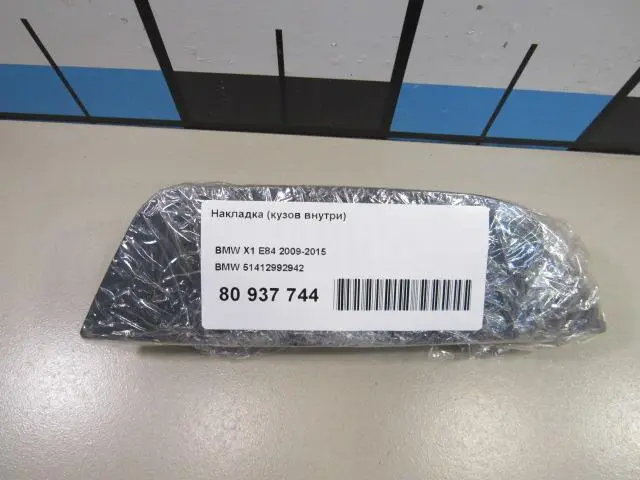 Накладка (кузов внутри)
BMW X1 E84 2009-2015
BMW 51412992942
80 937 744